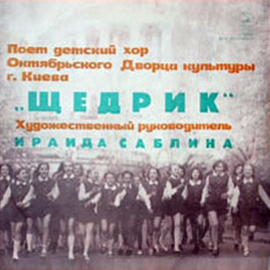 Поет детский хор
Октябрьского Дворца культуры
г. Киева
„ЩЕДРИК“
Художественный руководитель
ИРАИДА САБЛИНА